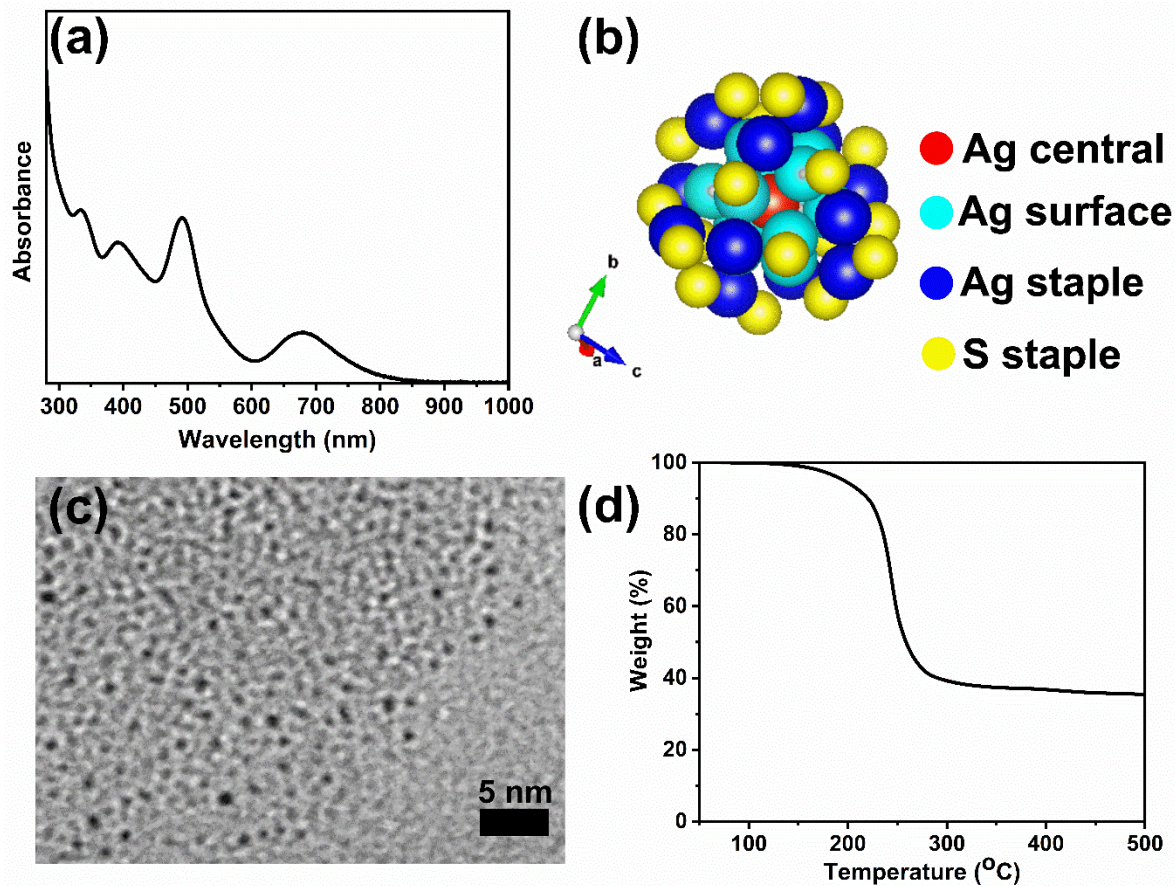 (a)
Absorbance
300 400 500 600 700 800 900 1000
Wavelength (nm)
(b)
b
a
c
Ag central
Ag surface
Ag staple
S staple
(c)
5 nm
(d)
Weight (%)
100
80
60
40
20
0
100 200 300 400 500
Temperature (⁰C)